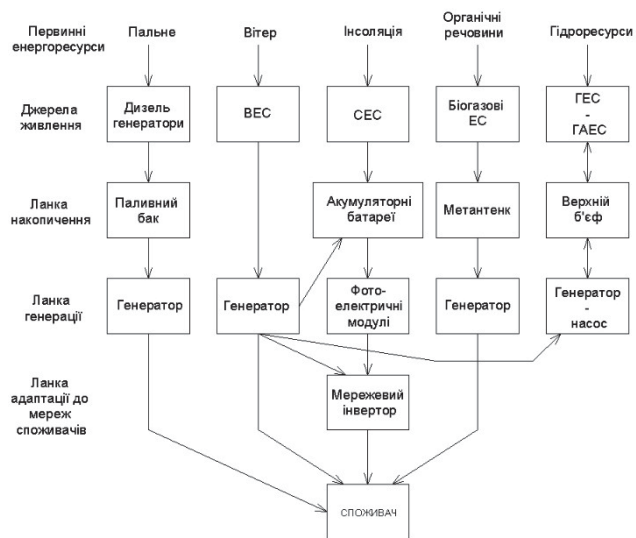 Первинні
енергоресурси
Пальне
Вітер
Інсоляція
Органічні
речовини
Гідроресурси
Джерела
живлення
Дизель
генератори
ВЕС
СЕС
Біогазові
ЕС
ГЕС
-
ГАЕС
Ланка
накопичення
Паливний
бак
Акумуляторні
батареї
Метантенк
Верхній
б'єф
Ланка
генерації
Генератор
Генератор
Фото-
електричні
модулі
Генератор
Генератор
-
насос
Ланка
адаптації до
мереж
споживачів
Мережевий
інвертор
СПОЖИВАЧ